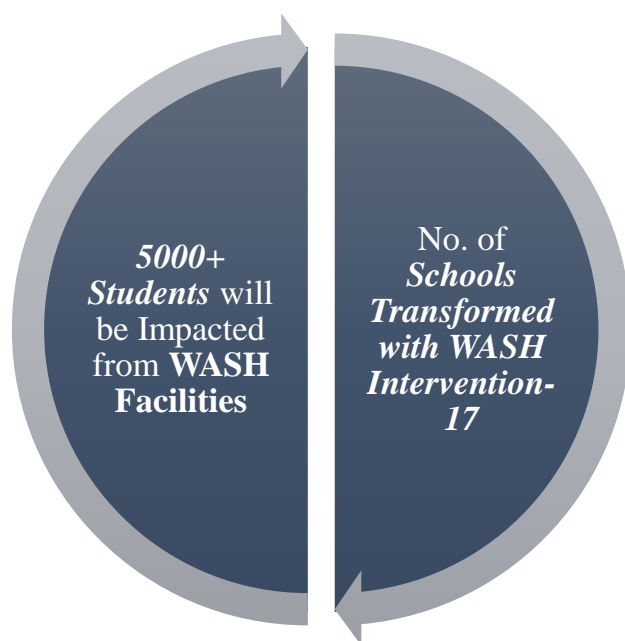 5000+
Students will
be Impacted
from WASH
Facilities
No. of
Schools
Transformed
with WASH
Intervention-
17